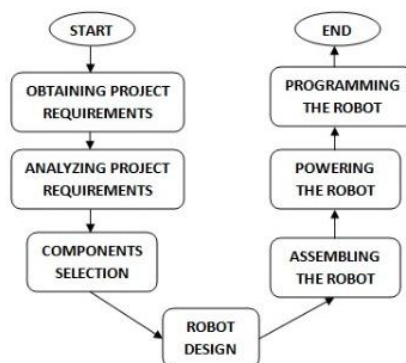 START
OBTAINING PROJECT
REQUIREMENTS
ANALYZING PROJECT
REQUIREMENTS
COMPONENTS
SELECTION
ROBOT
DESIGN
ASSEMBLING
THE ROBOT
POWERING
THE ROBOT
PROGRAMMING
THE ROBOT
END